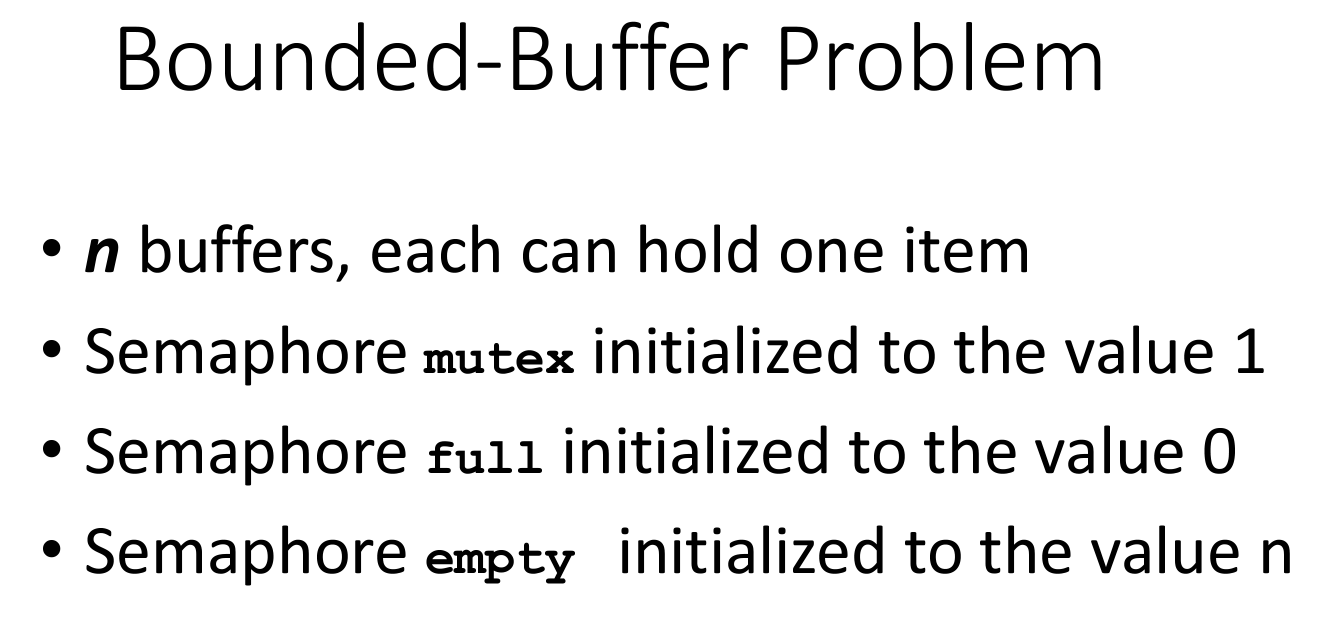 Bounded-Buffer Problem
• n buffers, each can hold one item
• Semaphore mutex initialized to the value 1
• Semaphore full initialized to the value 0
• Semaphore empty initialized to the value n